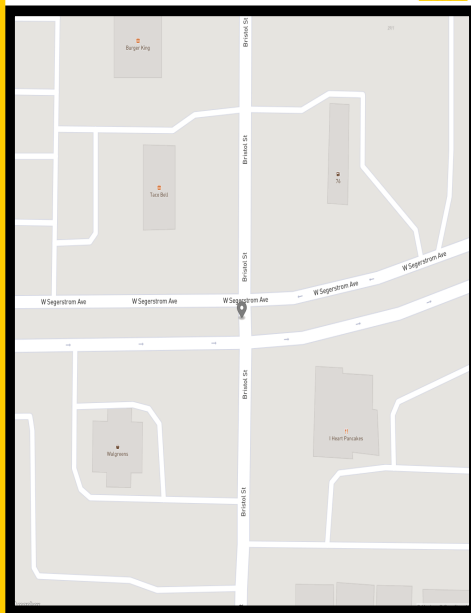 Bristol St
Burger King
Bristol St
76
Taco Bell
Bristol St
W Segerstrom Ave
W Segerstrom Ave
W Segerstrom Ave
W Segerstrom Ave
W Segerstrom Ave
Bristol St
I Heart Pancakes
Walgreens
Bristol St